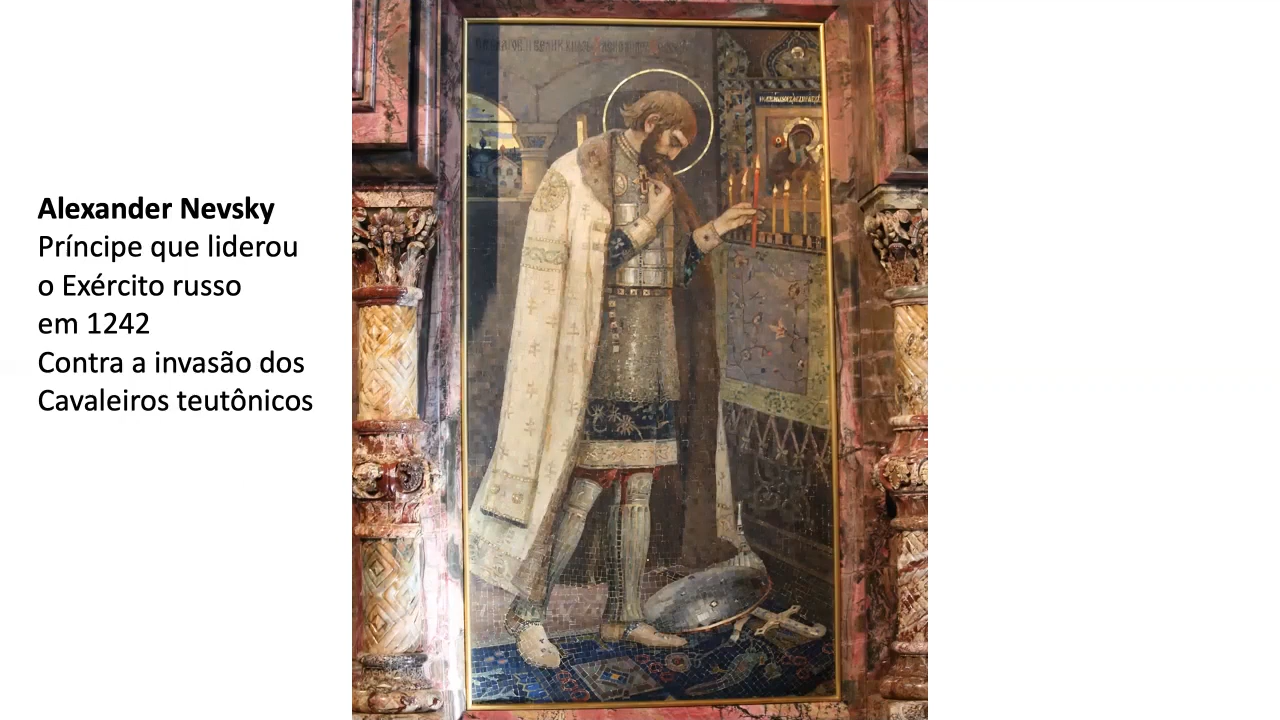 Alexander Nevsky
Príncipe que liderou
o Exército russo
em 1242
Contra a invasão dos
Cavaleiros teutônicos